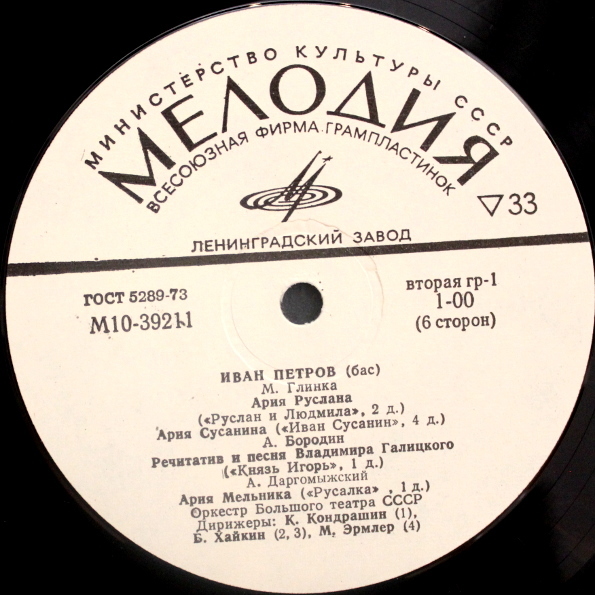 МИНИСТЕРСТВО КУЛЬТУРЫ СССР
МЕЛОДИЯ
ВСЕСОЮЗНАЯ ФИРМА ГРАМПЛАСТИНОК
▽33
ЛЕНИНГРАДСКИЙ ЗАВОД
ГОСТ 5289-73
М10-39211
вторая гр-1
1-00
(6 сторон)
ИВАН ПЕТРОВ (бас)
М. Глинка
Ария Руслана
(«Руслан и Людмила», 2 д.)
Ария Сусанина («Иван Сусанин», 4 д.)
А. Бородин
Речитатив и песня Владимира Галицкого
(«Князь Игорь», 1 д.)
А. Даргомыжский
Ария Мельника («Русалка» , 1 д.)
Оркестр Большого театра СССР
Дирижеры: К. Кондрашин (1),
Б. Хайкин (2, 3), М. Эрмлер (4)